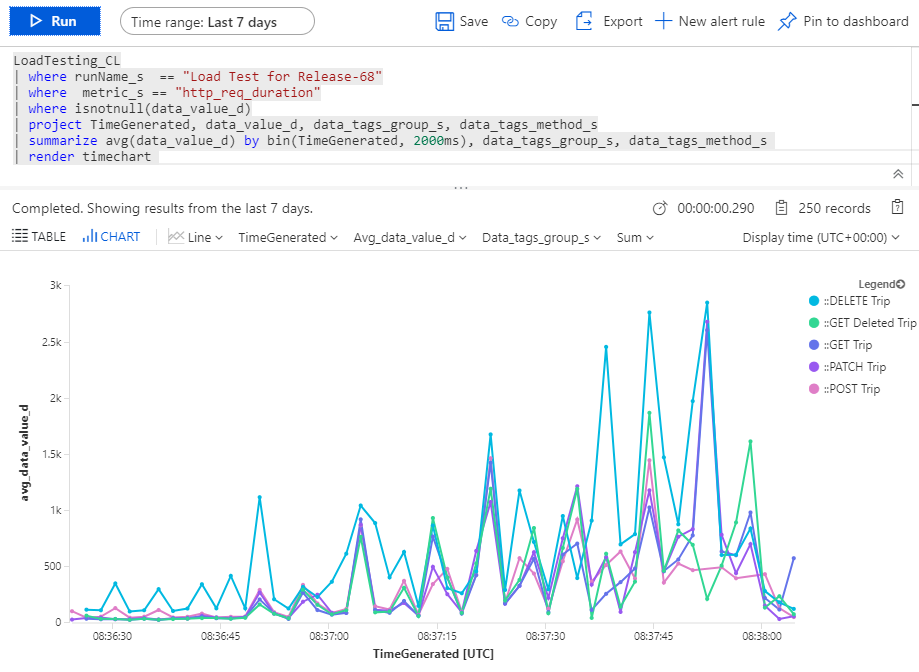 Run
Time range: Last 7 days
Save
Copy
Export
New alert rule
Pin to dashboard
LoadTesting_CL
| where runName_s  == "Load Test for Release-68"
| where  metric_s == "http_req_duration"
| where isnotnull(data_value_d)
| project TimeGenerated, data_value_d, data_tags_group_s, data_tags_method_s
| summarize avg(data_value_d) by bin(TimeGenerated, 2000ms), data_tags_group_s, data_tags_method_s
| render timechart
Completed. Showing results from the last 7 days.
00:00:00.290
250 records
TABLE
CHART
Line
TimeGenerated
Avg_data_value_d
Data_tags_group_s
Sum
Display time (UTC+00:00)
Legend
::DELETE Trip
::GET Deleted Trip
::GET Trip
::PATCH Trip
::POST Trip
3k
2.5k
2k
1.5k
1k
500
0
avg_data_value_d
08:36:30
08:36:45
08:37:00
08:37:15
08:37:30
08:37:45
08:38:00
TimeGenerated [UTC]